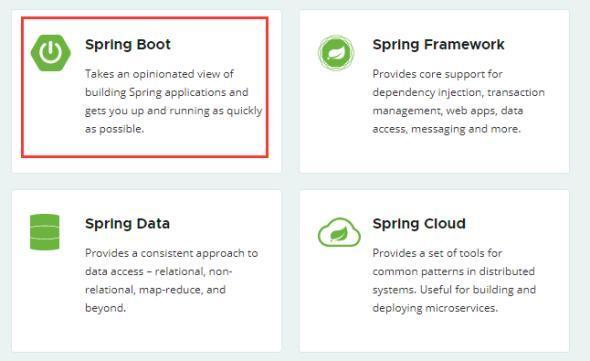 Spring Boot
Takes an opinionated view of
building Spring applications and
gets you up and running as quickly
as possible.
Spring Framework
Provides core support for
dependency injection, transaction
management, web apps, data
access, messaging and more.
Spring Data
Provides a consistent approach to
data access – relational, non-
relational, map-reduce, and
beyond.
Spring Cloud
Provides a set of tools for
common patterns in distributed
systems. Useful for building and
deploying microservices.